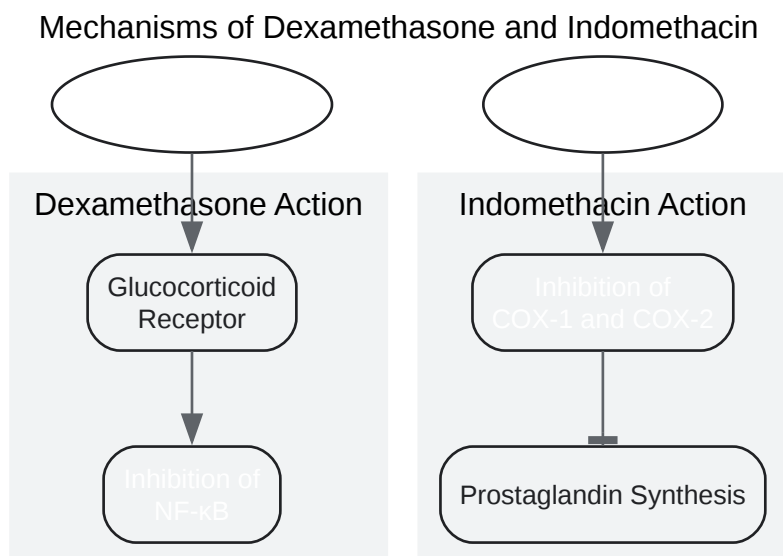 Mechanisms of Dexamethasone and Indomethacin
Dexamethasone Action
Glucocorticoid
Receptor
Inhibition of
NF-κB
Indomethacin Action
Inhibition of
COX-1 and COX-2
Prostaglandin Synthesis